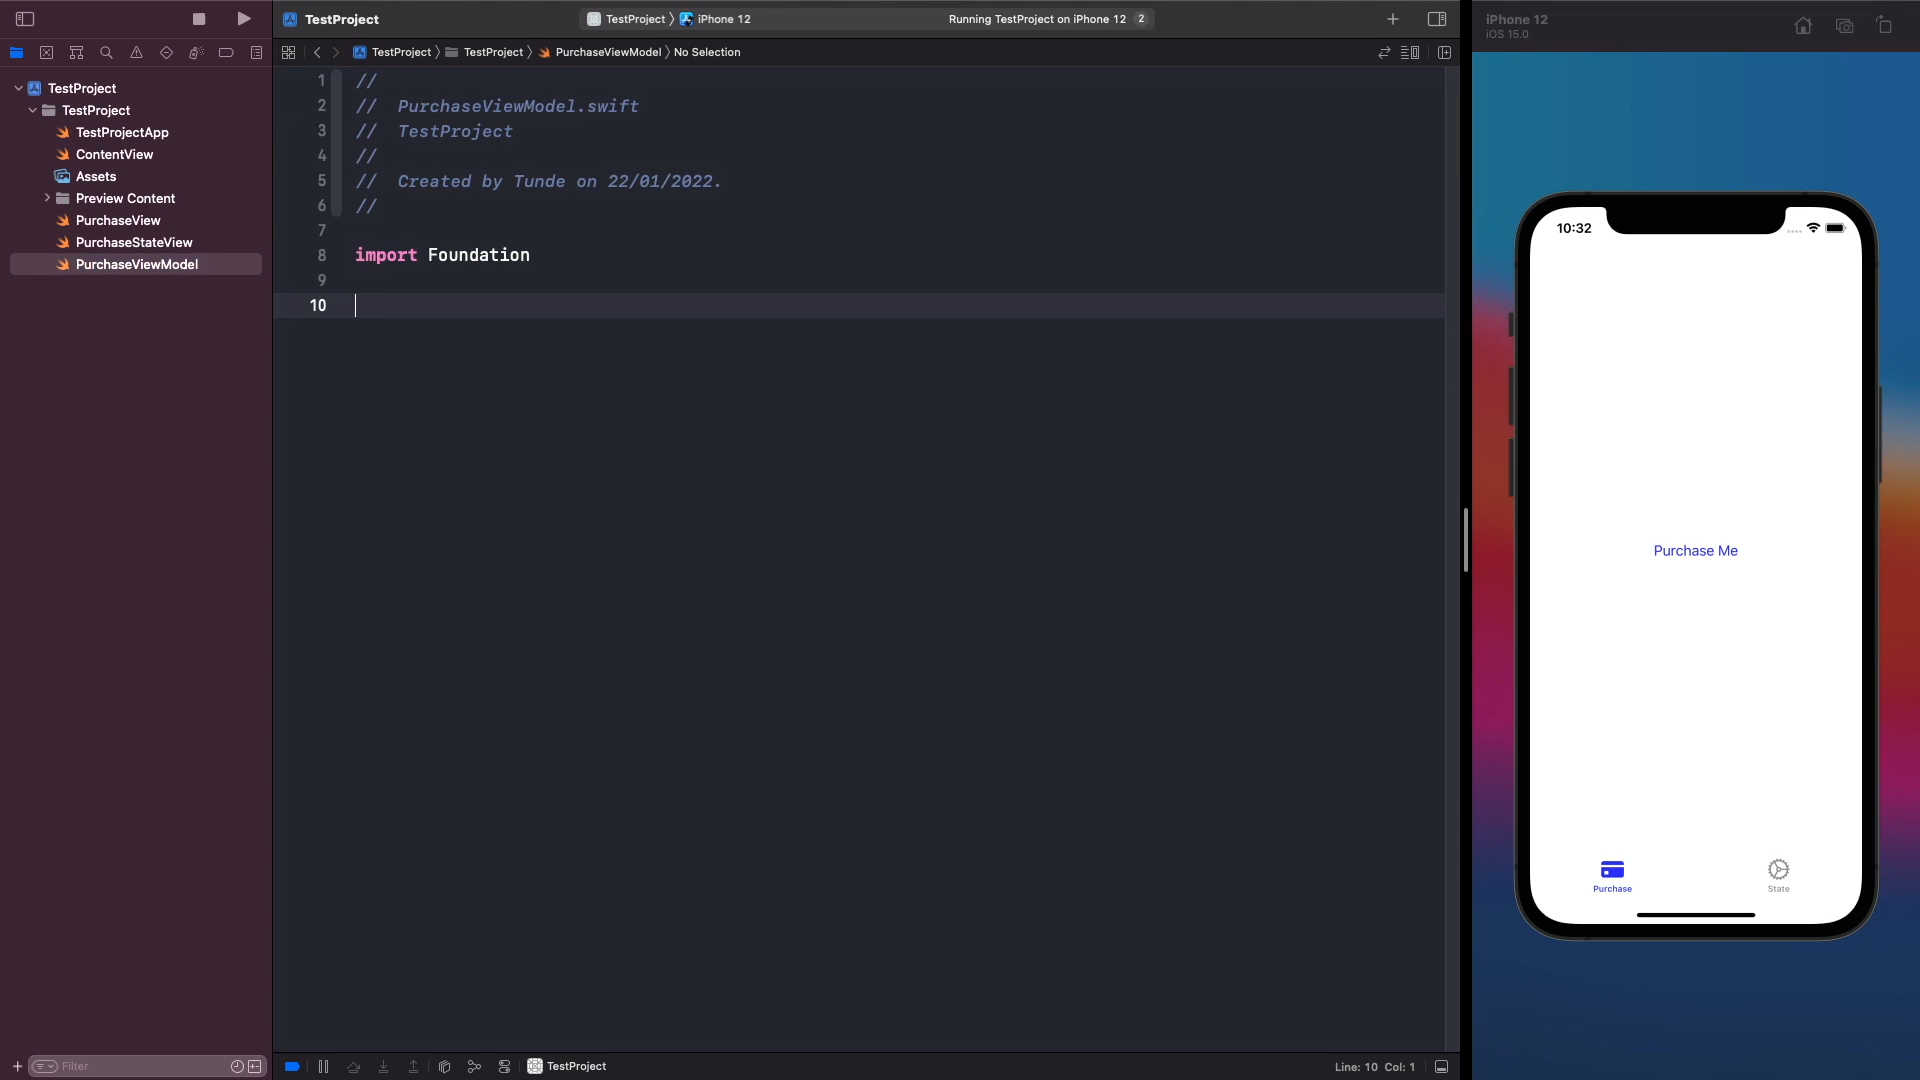 TestProject
TestProject
iPhone 12
Running TestProject on iPhone 12
2
iPhone 12
iOS 15.0
TestProject
TestProject
PurchaseViewModel
No Selection
TestProject
TestProject
TestProjectApp
ContentView
Assets
Preview Content
PurchaseView
PurchaseStateView
PurchaseViewModel
1 //
2 // PurchaseViewModel.swift
3 // TestProject
4 //
5 // Created by Tunde on 22/01/2022.
6 //
7
8 import Foundation
9
10
10:32
Purchase Me
Purchase
State
Filter
TestProject
Line: 10 Col: 1